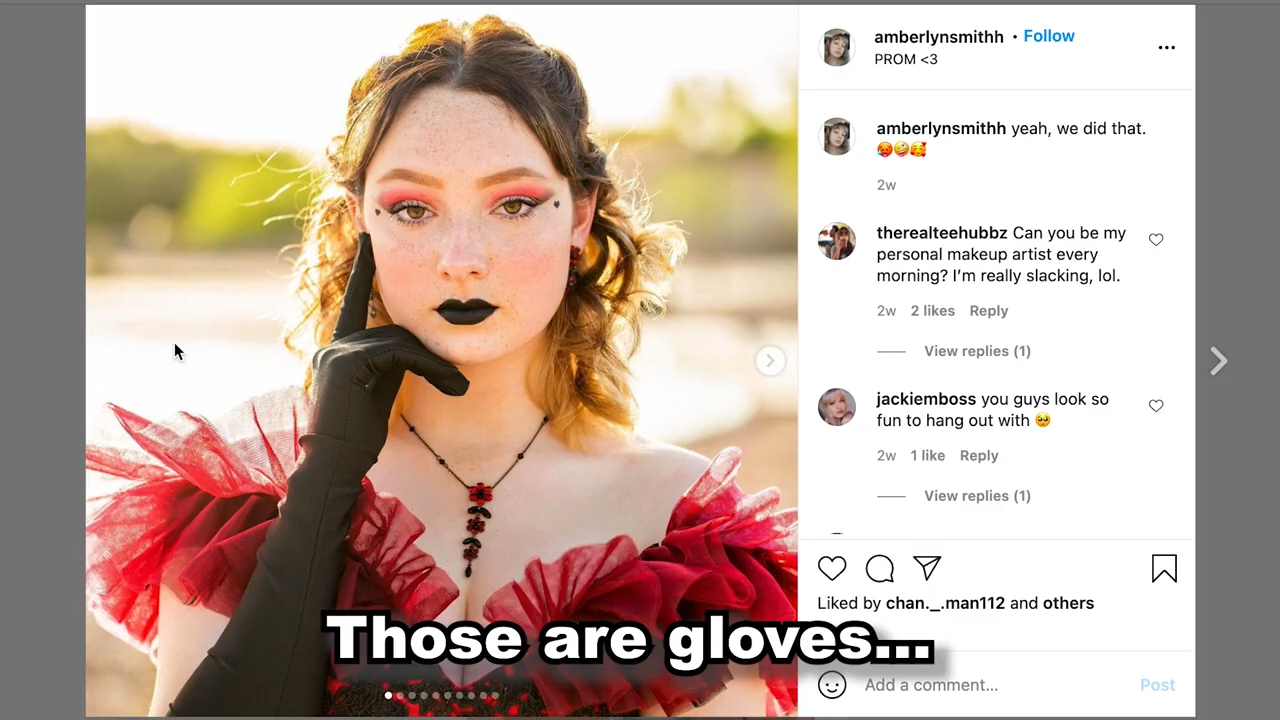 amberlynsmithh • Follow
PROM <3
amberlynsmithh yeah, we did that.
🥵🤪🥰
2w
therealteehubbz Can you be my
personal makeup artist every
morning? I'm really slacking, lol.
2w 2 likes Reply
View replies (1)
jackiemboss you guys look so
fun to hang out with 🥺
2w 1 like Reply
View replies (1)
Liked by chan._.man112 and others
Those are gloves...
Add a comment... Post